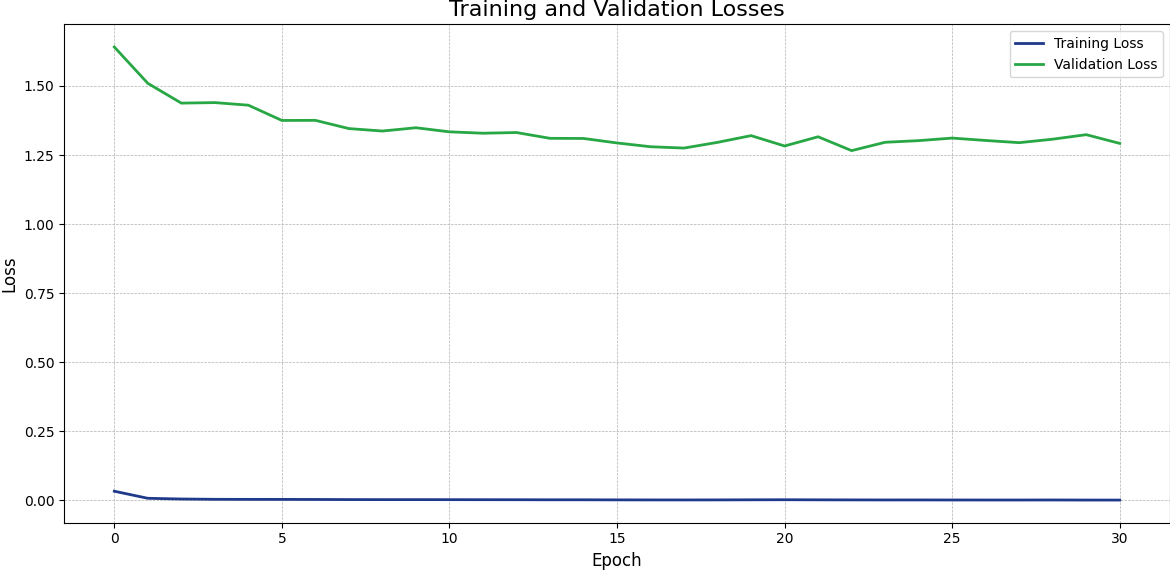 Training and Validation Losses
Training Loss
Validation Loss
1.50
1.25
1.00
0.75
0.50
0.25
0.00
Loss
0 5 10 15 20 25 30
Epoch